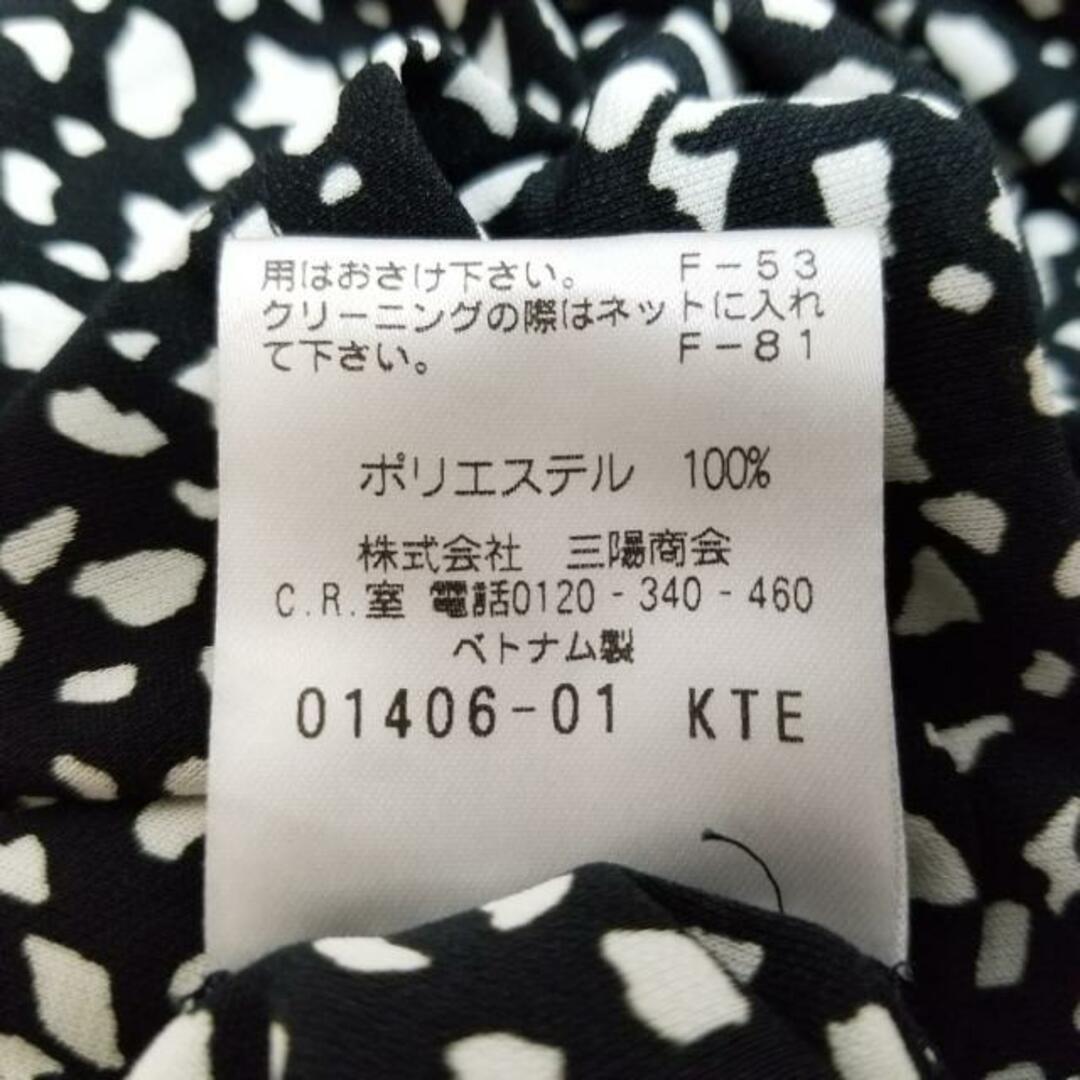 用はおさけ下さい。 F-53
クリーニングの際はネットに入れ
て下さい。 F-81
ポリエステル 100%
株式会社 三陽商会
C.R.室 電話0120-340-460
ベトナム製
01406-01 KTE